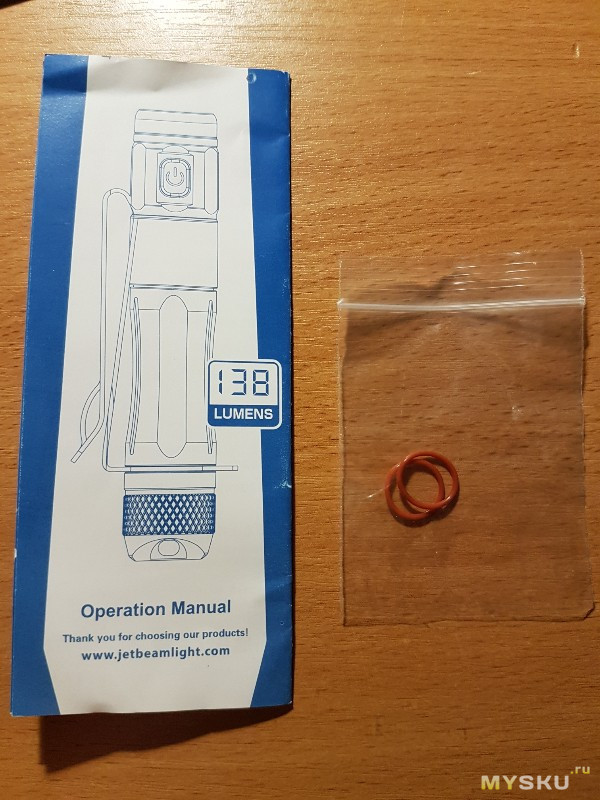 138
LUMENS
Operation Manual
Thank you for choosing our products!
www.jetbeamlight.com
MYSKU.ru